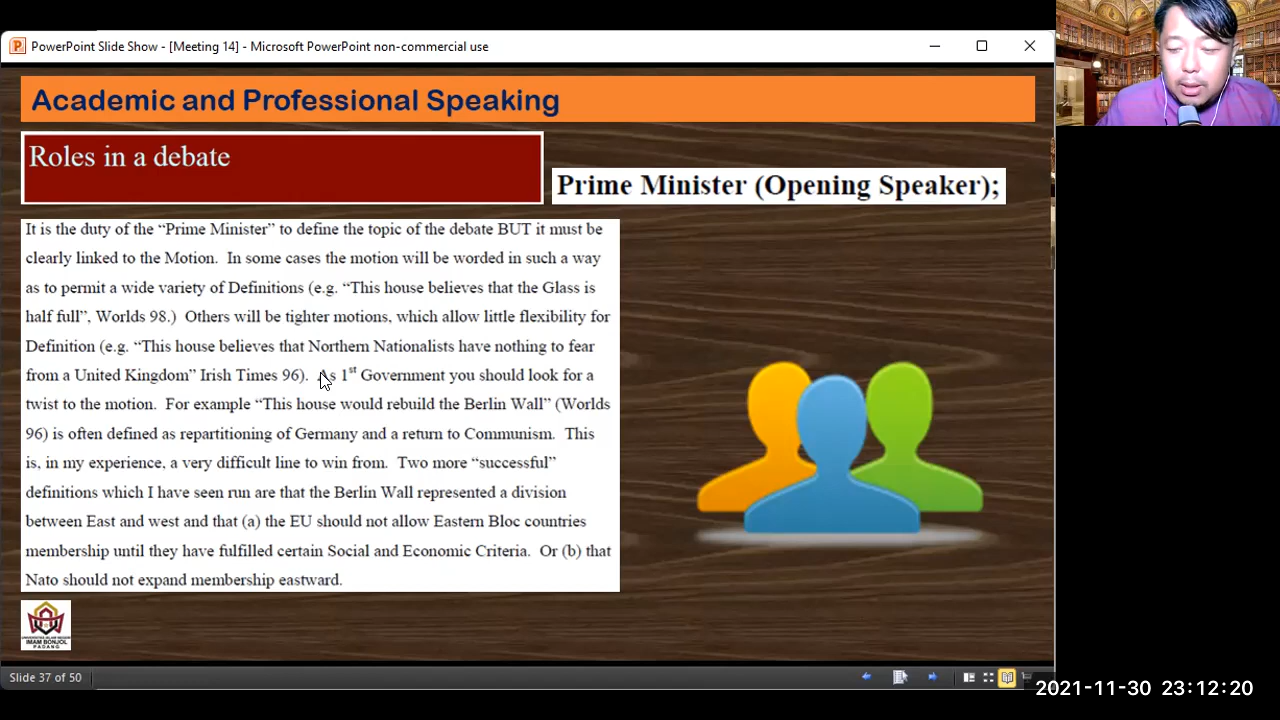 PowerPoint Slide Show - [Meeting 14] - Microsoft PowerPoint non-commercial use
Academic and Professional Speaking
Roles in a debate
Prime Minister (Opening Speaker);
It is the duty of the “Prime Minister” to define the topic of the debate BUT it must be
clearly linked to the Motion. In some cases the motion will be worded in such a way
as to permit a wide variety of Definitions (e.g. “This house believes that the Glass is
half full”, Worlds 98.) Others will be tighter motions, which allow little flexibility for
Definition (e.g. “This house believes that Northern Nationalists have nothing to fear
from a United Kingdom” Irish Times 96). As 1st Government you should look for a
twist to the motion. For example “This house would rebuild the Berlin Wall” (Worlds
96) is often defined as repartitioning of Germany and a return to Communism. This
is, in my experience, a very difficult line to win from. Two more “successful”
definitions which I have seen run are that the Berlin Wall represented a division
between East and west and that (a) the EU should not allow Eastern Bloc countries
membership until they have fulfilled certain Social and Economic Criteria. Or (b) that
Nato should not expand membership eastward.
IMAM BONJOL
PADANG
Slide 37 of 50
2021-11-30 23:12:20